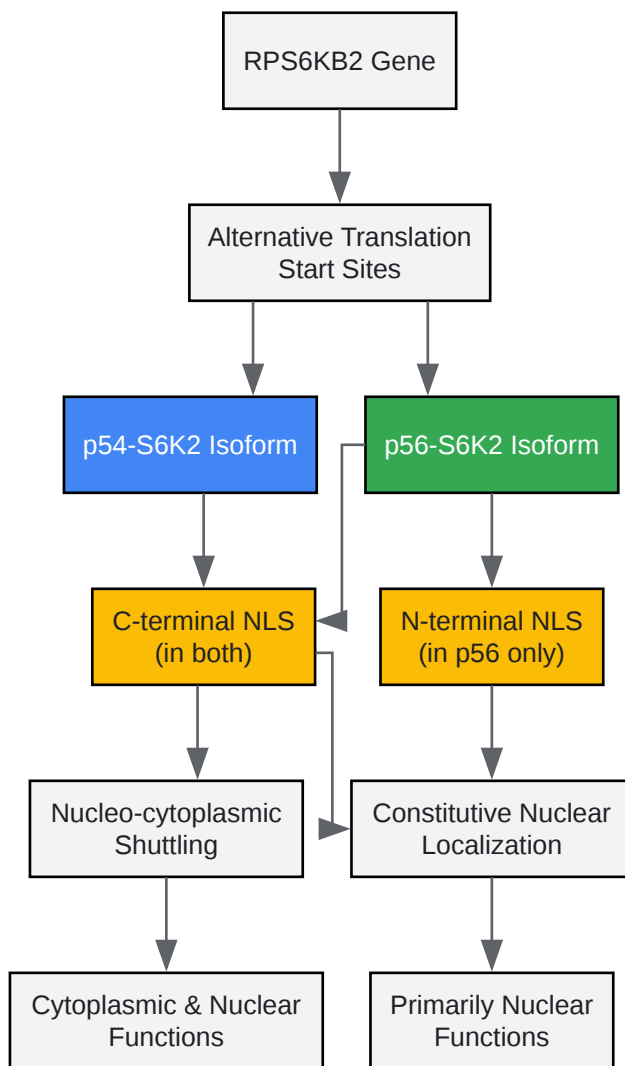 RPS6KB2 Gene
Alternative Translation
Start Sites
p54-S6K2 Isoform
p56-S6K2 Isoform
C-terminal NLS
(in both)
N-terminal NLS
(in p56 only)
Nucleo-cytoplasmic
Shuttling
Constitutive Nuclear
Localization
Cytoplasmic & Nuclear
Functions
Primarily Nuclear
Functions